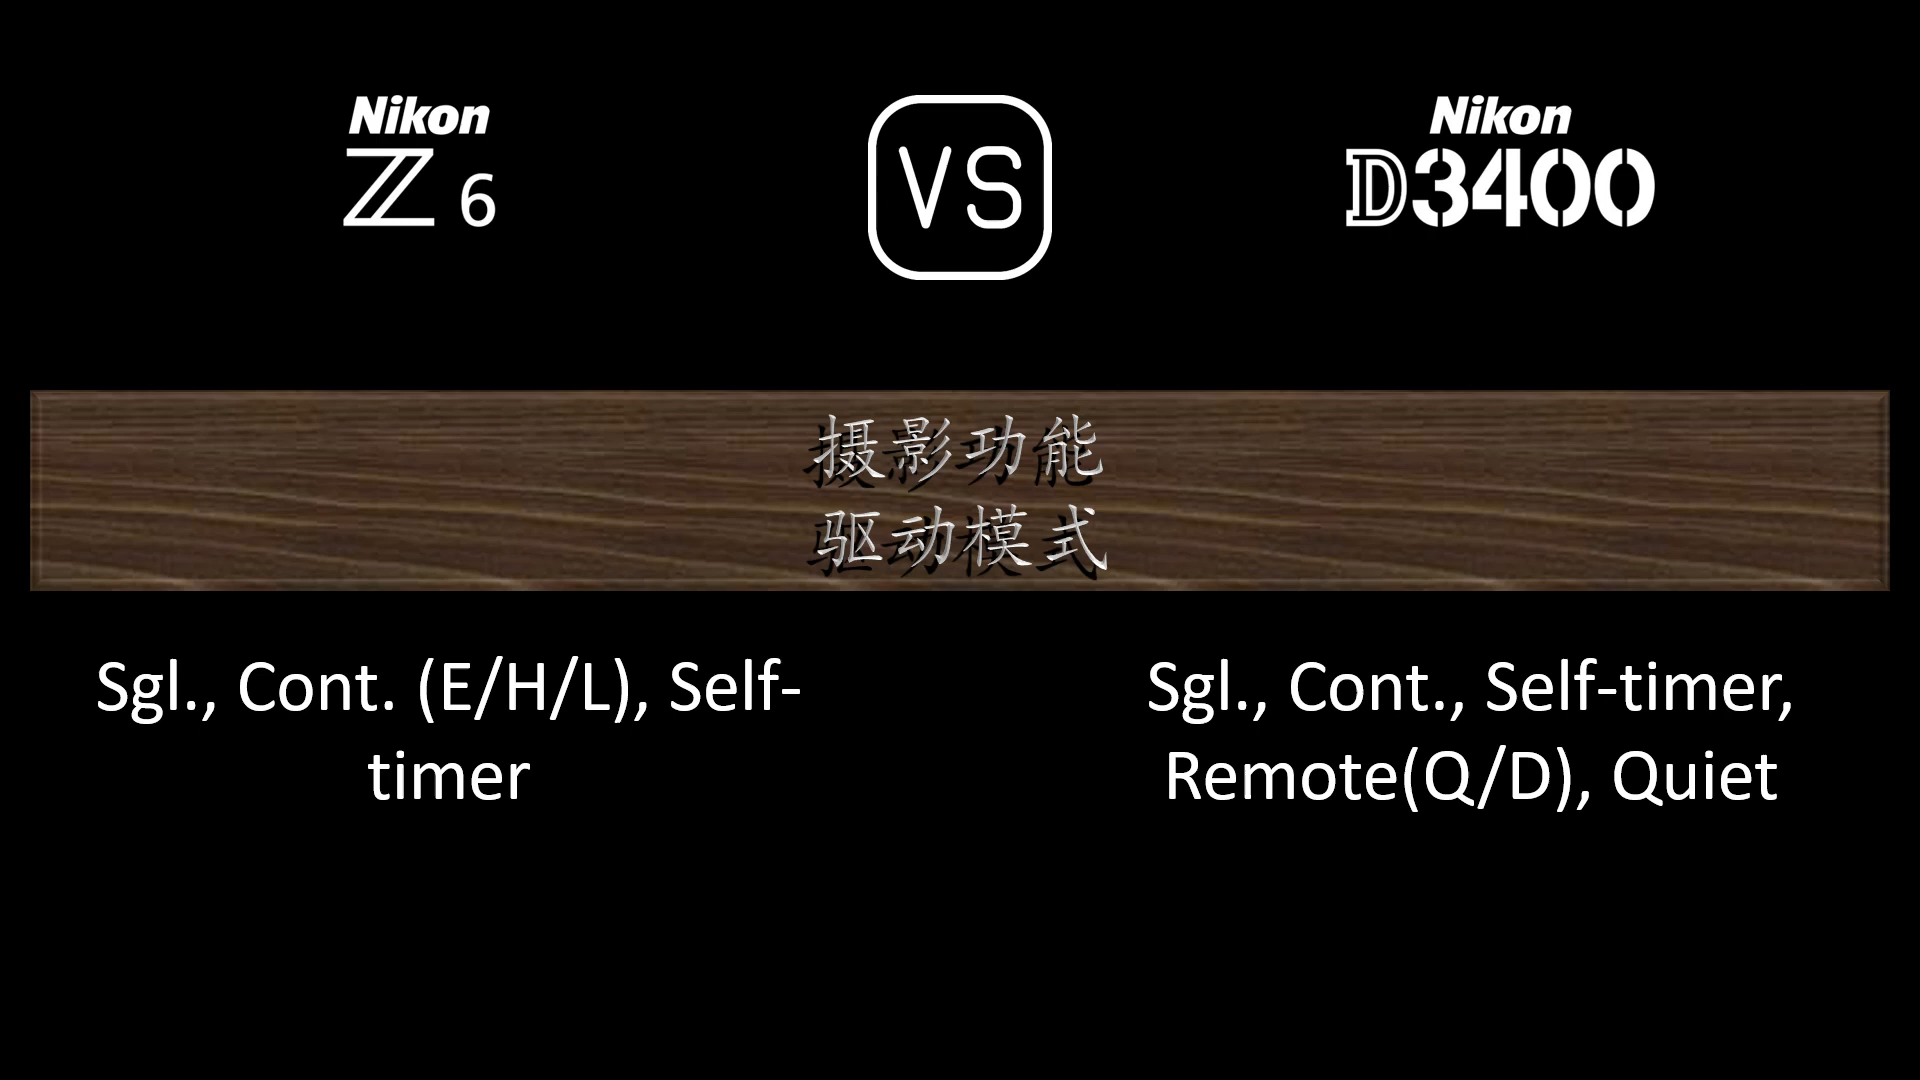 Nikon
Z 6
VS
Nikon
D3400
摄影功能
驱动模式
Sgl., Cont. (E/H/L), Self-
timer
Sgl., Cont., Self-timer,
Remote(Q/D), Quiet